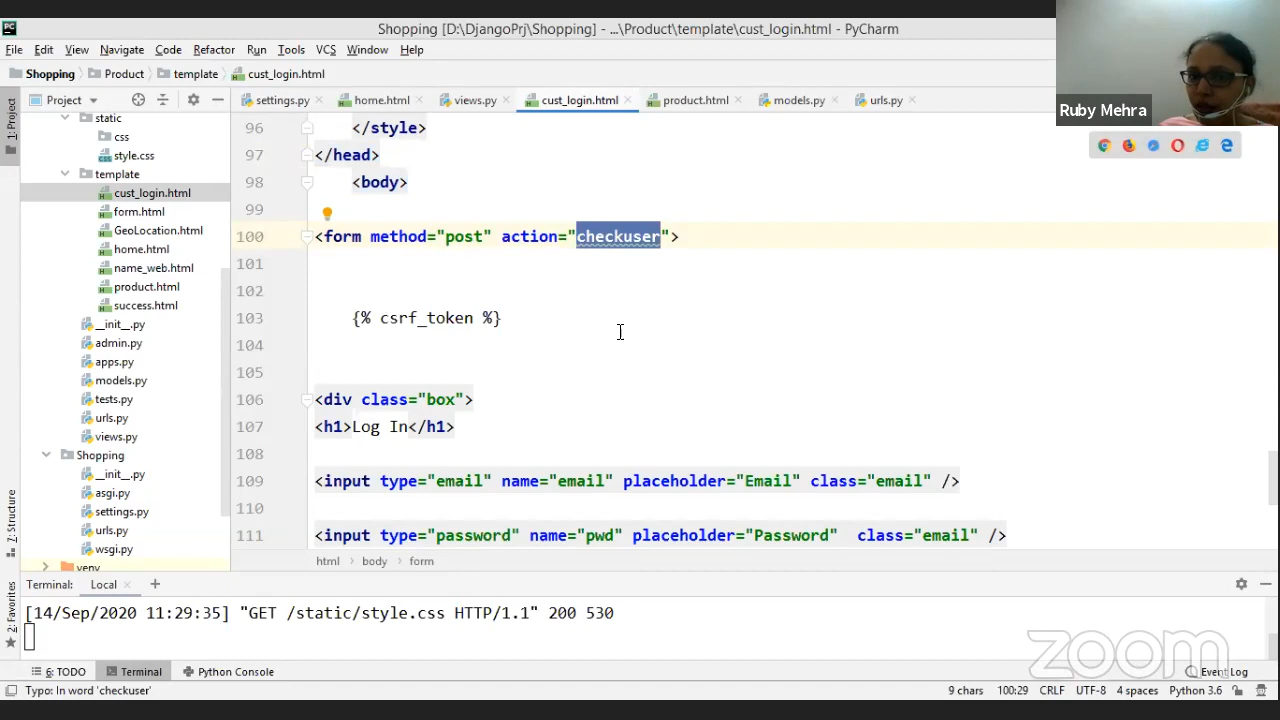 Shopping [D:\DjangoPrj\Shopping] - ...\Product\template\cust_login.html - PyCharm
File Edit View Navigate Code Refactor Run Tools VCS Window Help
Shopping Product template cust_login.html
Ruby Mehra
1: Project
Project
settings.py home.html views.py cust_login.html product.html models.py urls.py
static
css
style.css
template
cust_login.html
form.html
GeoLocation.html
home.html
name_web.html
product.html
success.html
__init__.py
admin.py
apps.py
models.py
tests.py
urls.py
views.py
Shopping
__init__.py
asgi.py
settings.py
urls.py
wsgi.py
venv
96 </style>
97 </head>
98 <body>
99
100 <form method="post" action="checkuser">
101
102
103 {% csrf_token %}
104
105
106 <div class="box">
107 <h1>Log In</h1>
108
109 <input type="email" name="email" placeholder="Email" class="email" />
110
111 <input type="password" name="pwd" placeholder="Password" class="email" />
html body form
7: Structure
2: Favorites
Terminal: Local +
[14/Sep/2020 11:29:35] "GET /static/style.css HTTP/1.1" 200 530
zoom
6: TODO Terminal Python Console Event Log
Typo: In word 'checkuser' 9 chars 100:29 CRLF UTF-8 4 spaces Python 3.6